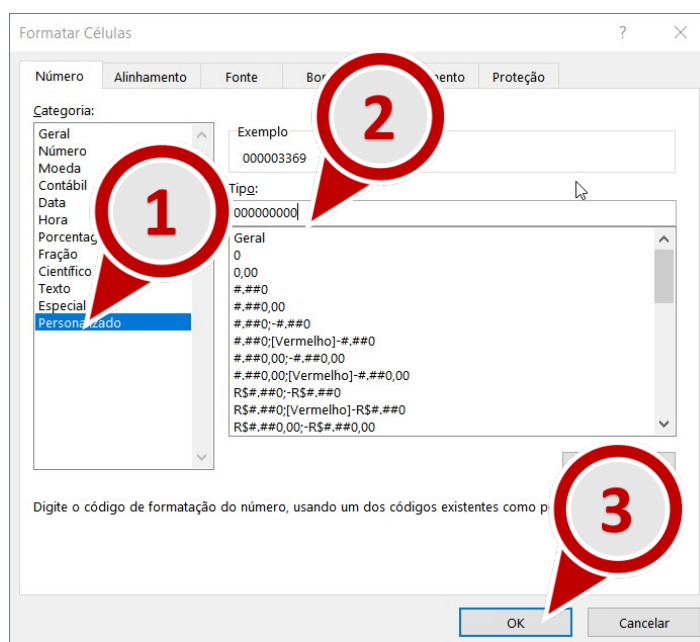 Formatar Células
?
Número Alinhamento Fonte Proteção
Categoria:
Geral
Número
Moeda
Contábil
Data
Hora
Fração
Científico
Texto
Especial
Personalizado
Exemplo
000003369
Tipo:
000000000
Geral
0
0,00
#.##0
#.##0,00
#.##0;-#.##0
#.##0;[Vermelho]-#.##0
#.##0,00;-#.##0,00
#.##0,00;[Vermelho]-#.##0,00
R$#.##0;-R$#.##0
R$#.##0;[Vermelho]-R$#.##0
R$#.##0,00;-R$#.##0,00
Digite o código de formatação do número, usando um dos códigos existentes como
OK Cancelar
1
2
3